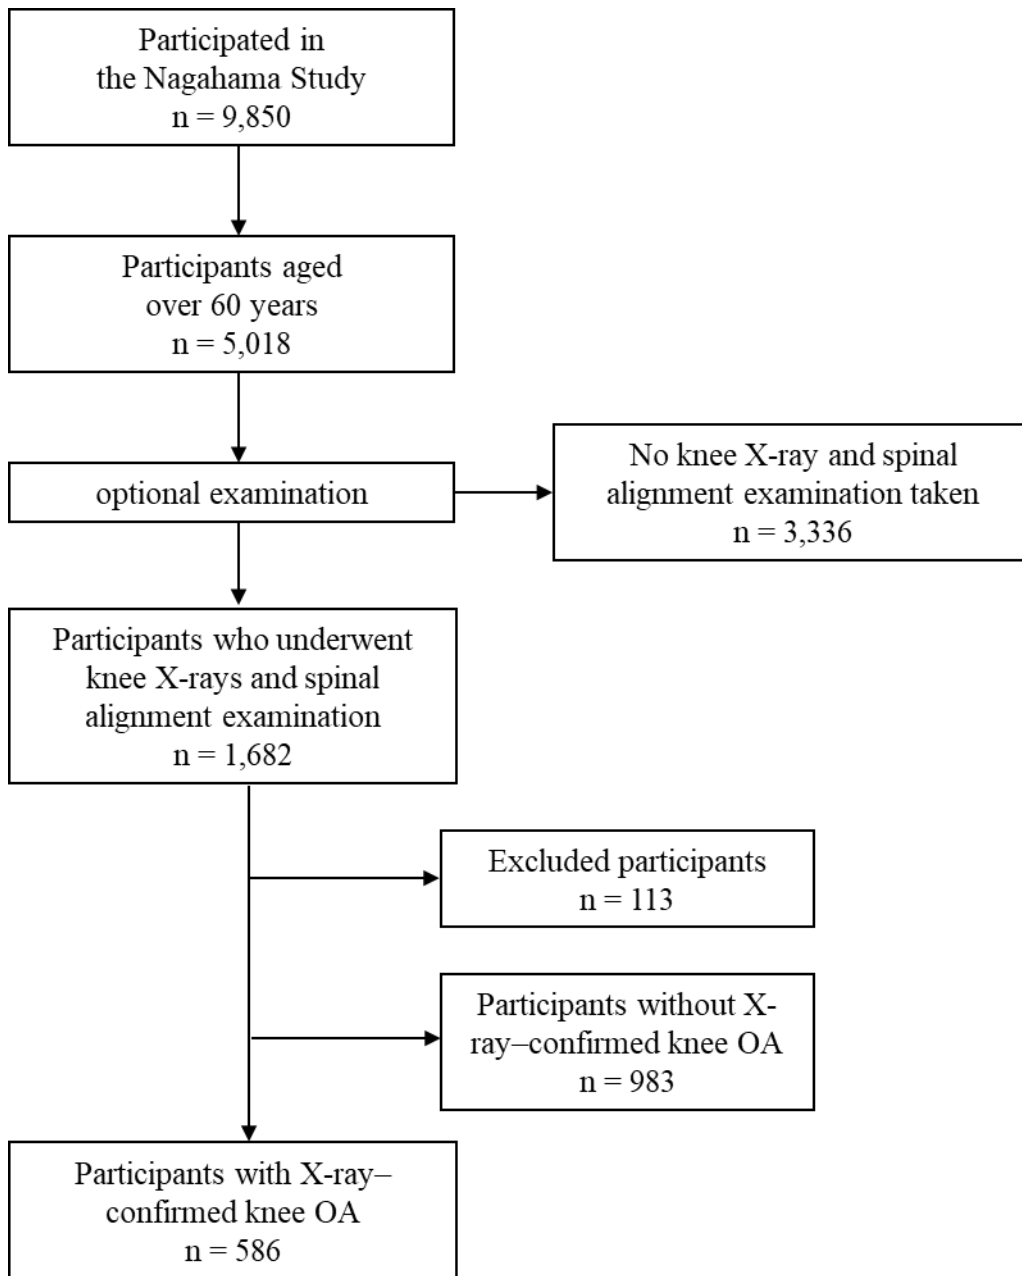 Participated in
the Nagahama Study
n = 9,850
Participants aged
over 60 years
n = 5,018
optional examination
No knee X-ray and spinal
alignment examination taken
n = 3,336
Participants who underwent
knee X-rays and spinal
alignment examination
n = 1,682
Excluded participants
n = 113
Participants without X-
ray–confirmed knee OA
n = 983
Participants with X-ray–
confirmed knee OA
n = 586